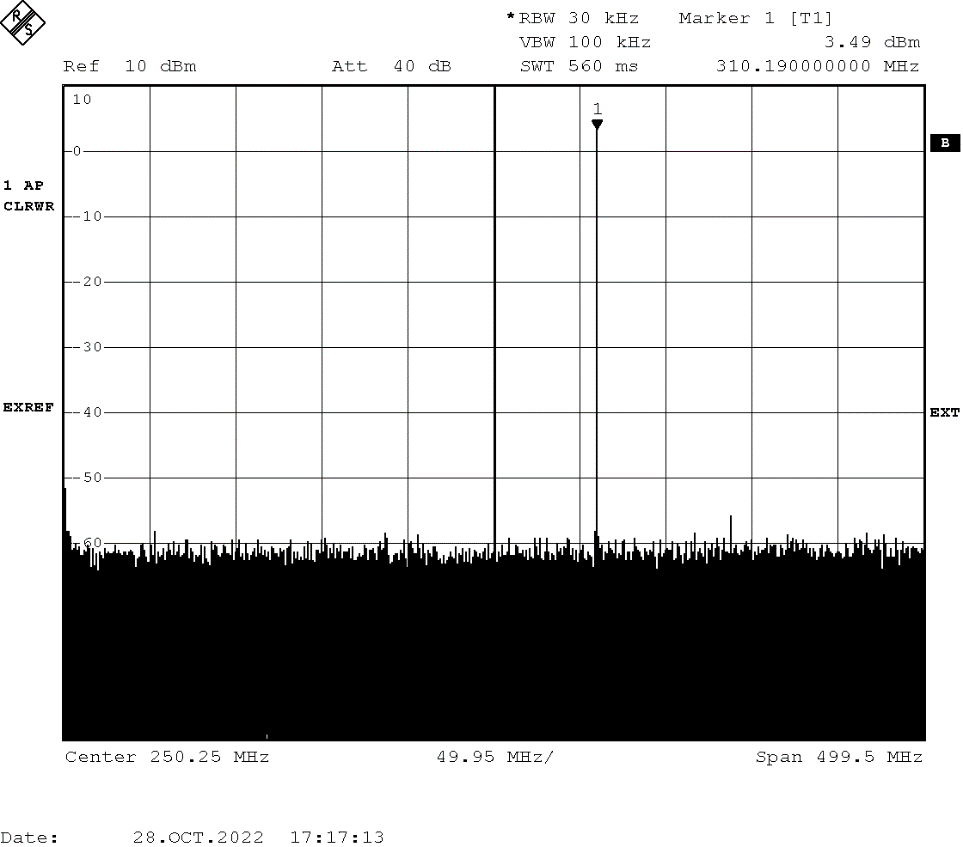 R S
*RBW 30 kHz Marker 1 [T1]
VBW 100 kHz 3.49 dBm
Ref 10 dBm Att 40 dB SWT 560 ms 310.190000000 MHz
10
1
0
B
1 AP
CLRWR
-10
-20
-30
EXREF
-40
EXT
-50
-60
Center 250.25 MHz 49.95 MHz/ Span 499.5 MHz
Date: 28.OCT.2022 17:17:13